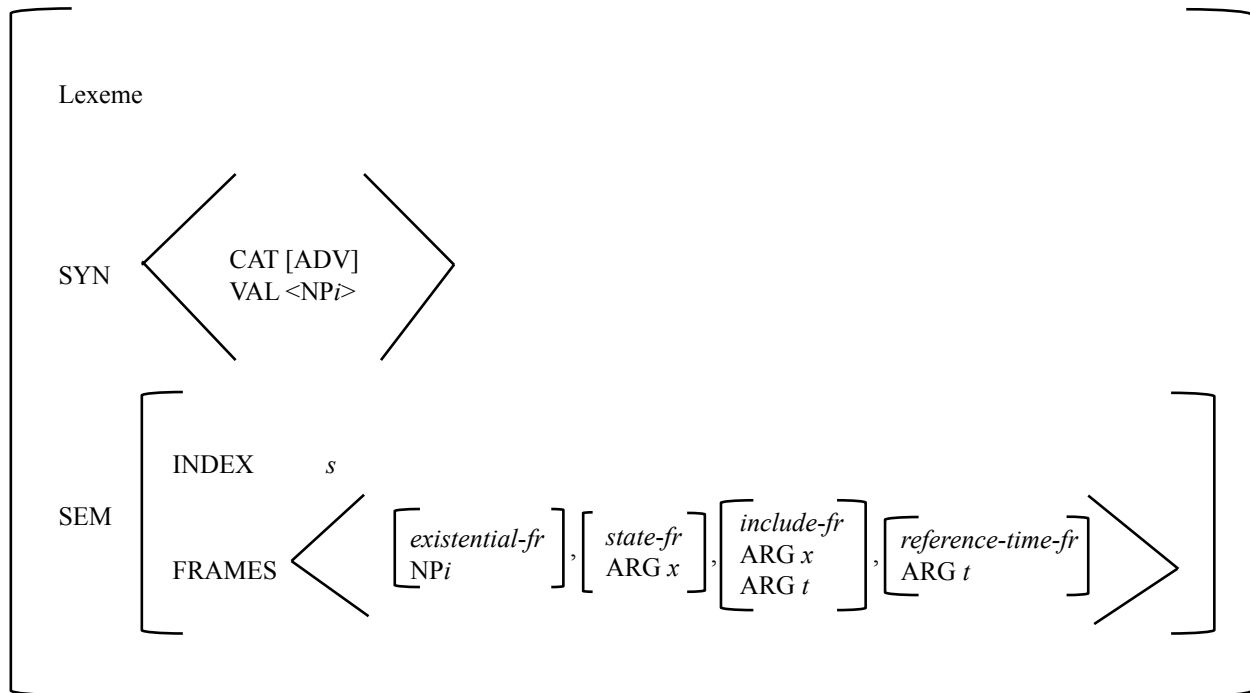 Lexeme
SYN
CAT [ADV]
VAL <NPi>
SEM
INDEX s
FRAMES
existential-fr
NPi
,
state-fr
ARG x
,
include-fr
ARG x
ARG t
,
reference-time-fr
ARG t